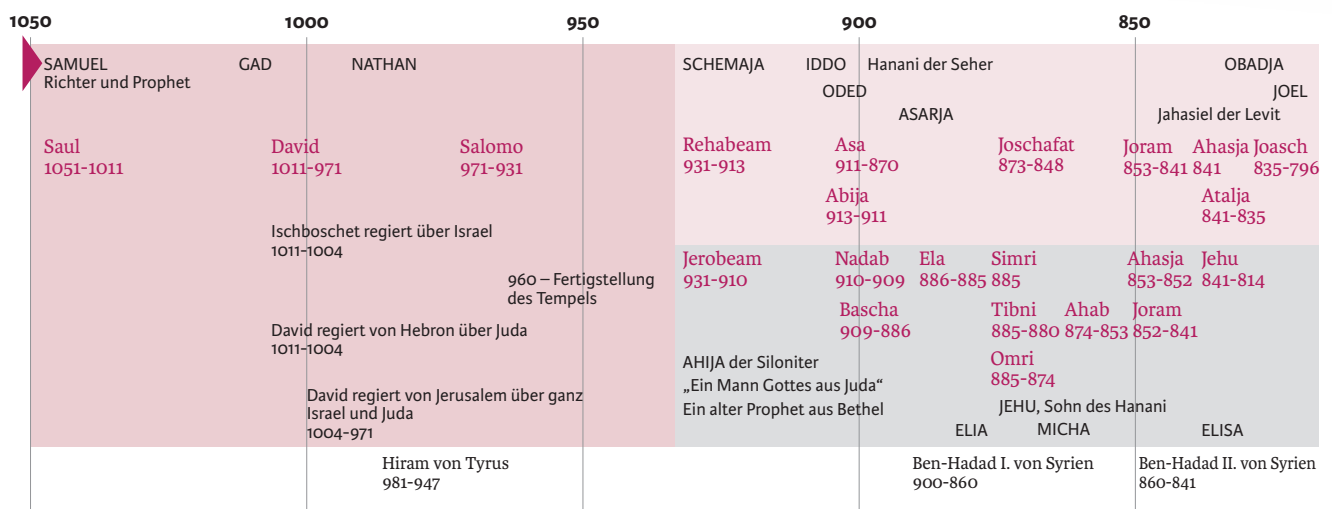 1050 1000 950 900 850
SAMUEL GAD NATHAN SCHEMAJA IDDO Hanani der Seher OBADJA
Richter und Prophet
ODED JOEL
ASARJA Jahasiel der Levit
Saul David Salomo Rehabeam Asa Joschafat Joram Ahasja Joasch
1051-1011 1011-971 971-931 931-913 911-870 873-848 853-841 841 835-796
Abija Atalja
913-911 841-835
Ischboschet regiert über Israel
1011-1004
Jerobeam Nadab Ela Simri Ahasja Jehu
931-910 910-909 886-885 885 853-852 841-814
960 – Fertigstellung
des Tempels
Bascha Tibni Ahab Joram
909-886 885-880 874-853 852-841
David regiert von Hebron über Juda
1011-1004
AHIJA der Siloniter Omri
„Ein Mann Gottes aus Juda“ 885-874
David regiert von Jerusalem über ganz
Israel und Juda
1004-971
Ein alter Prophet aus Bethel JEHU, Sohn des Hanani
ELIA MICHA ELISA
Hiram von Tyrus Ben-Hadad I. von Syrien Ben-Hadad II. von Syrien
981-947 900-860 860-841